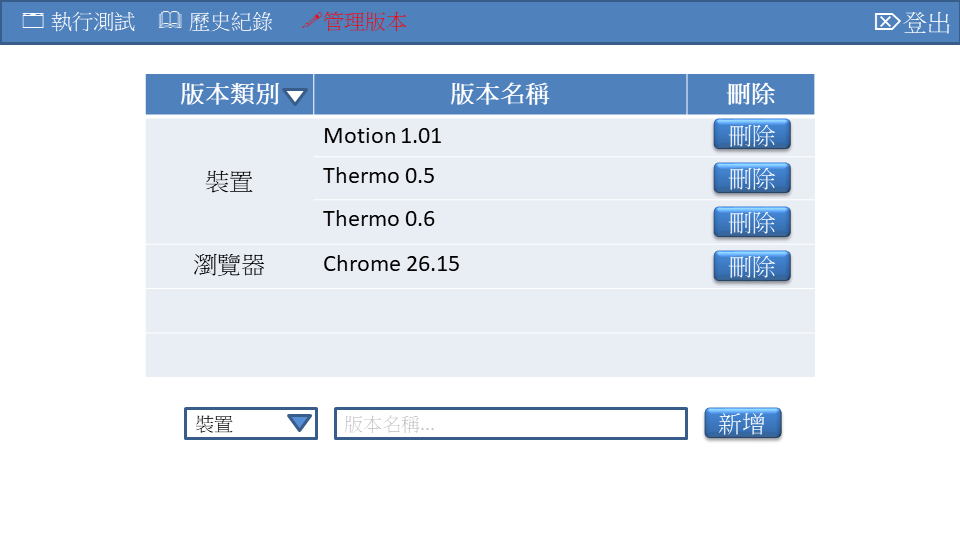 執行測試 歷史紀錄 管理版本 登出
版本類別 版本名稱 刪除
裝置
Motion 1.01 刪除
Thermo 0.5 刪除
Thermo 0.6 刪除
瀏覽器 Chrome 26.15 刪除
裝置 版本名稱... 新增